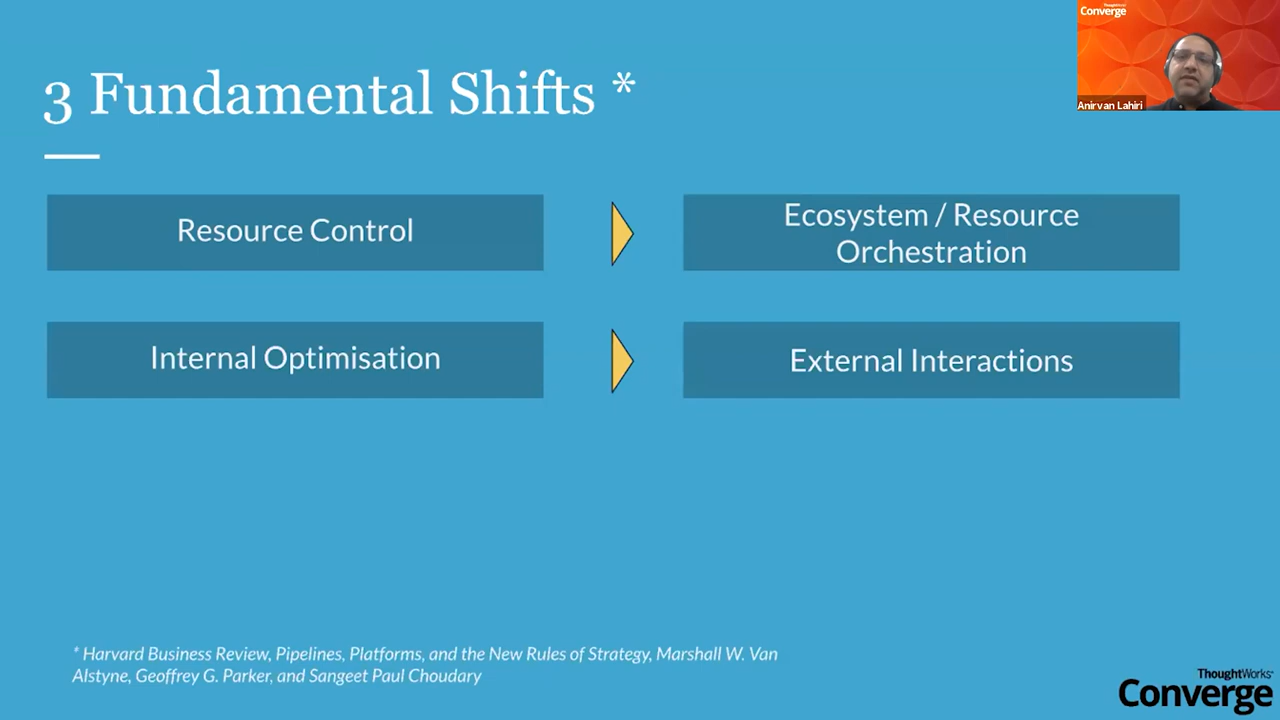 ThoughtWorks
Converge
Anirvan Lahiri
3 Fundamental Shifts *
Resource Control
Ecosystem / Resource
Orchestration
Internal Optimisation
External Interactions
* Harvard Business Review, Pipelines, Platforms, and the New Rules of Strategy, Marshall W. Van
Alstyne, Geoffrey G. Parker, and Sangeet Paul Choudary
ThoughtWorks®
Converge